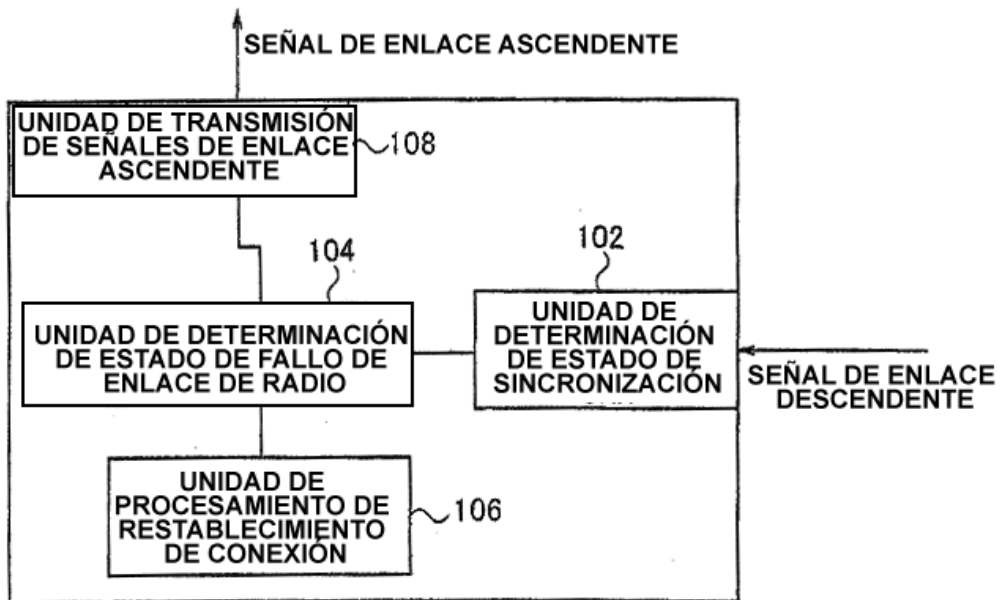 SEÑAL DE ENLACE ASCENDENTE
UNIDAD DE TRANSMISIÓN
DE SEÑALES DE ENLACE
ASCENDENTE
108
104
102
UNIDAD DE DETERMINACIÓN
DE ESTADO DE FALLO DE
ENLACE DE RADIO
UNIDAD DE
DETERMINACIÓN
DE ESTADO DE
SINCRONIZACIÓN
SEÑAL DE ENLACE
DESCENDENTE
UNIDAD DE
PROCESAMIENTO DE
RESTABLECIMIENTO
DE CONEXIÓN
106